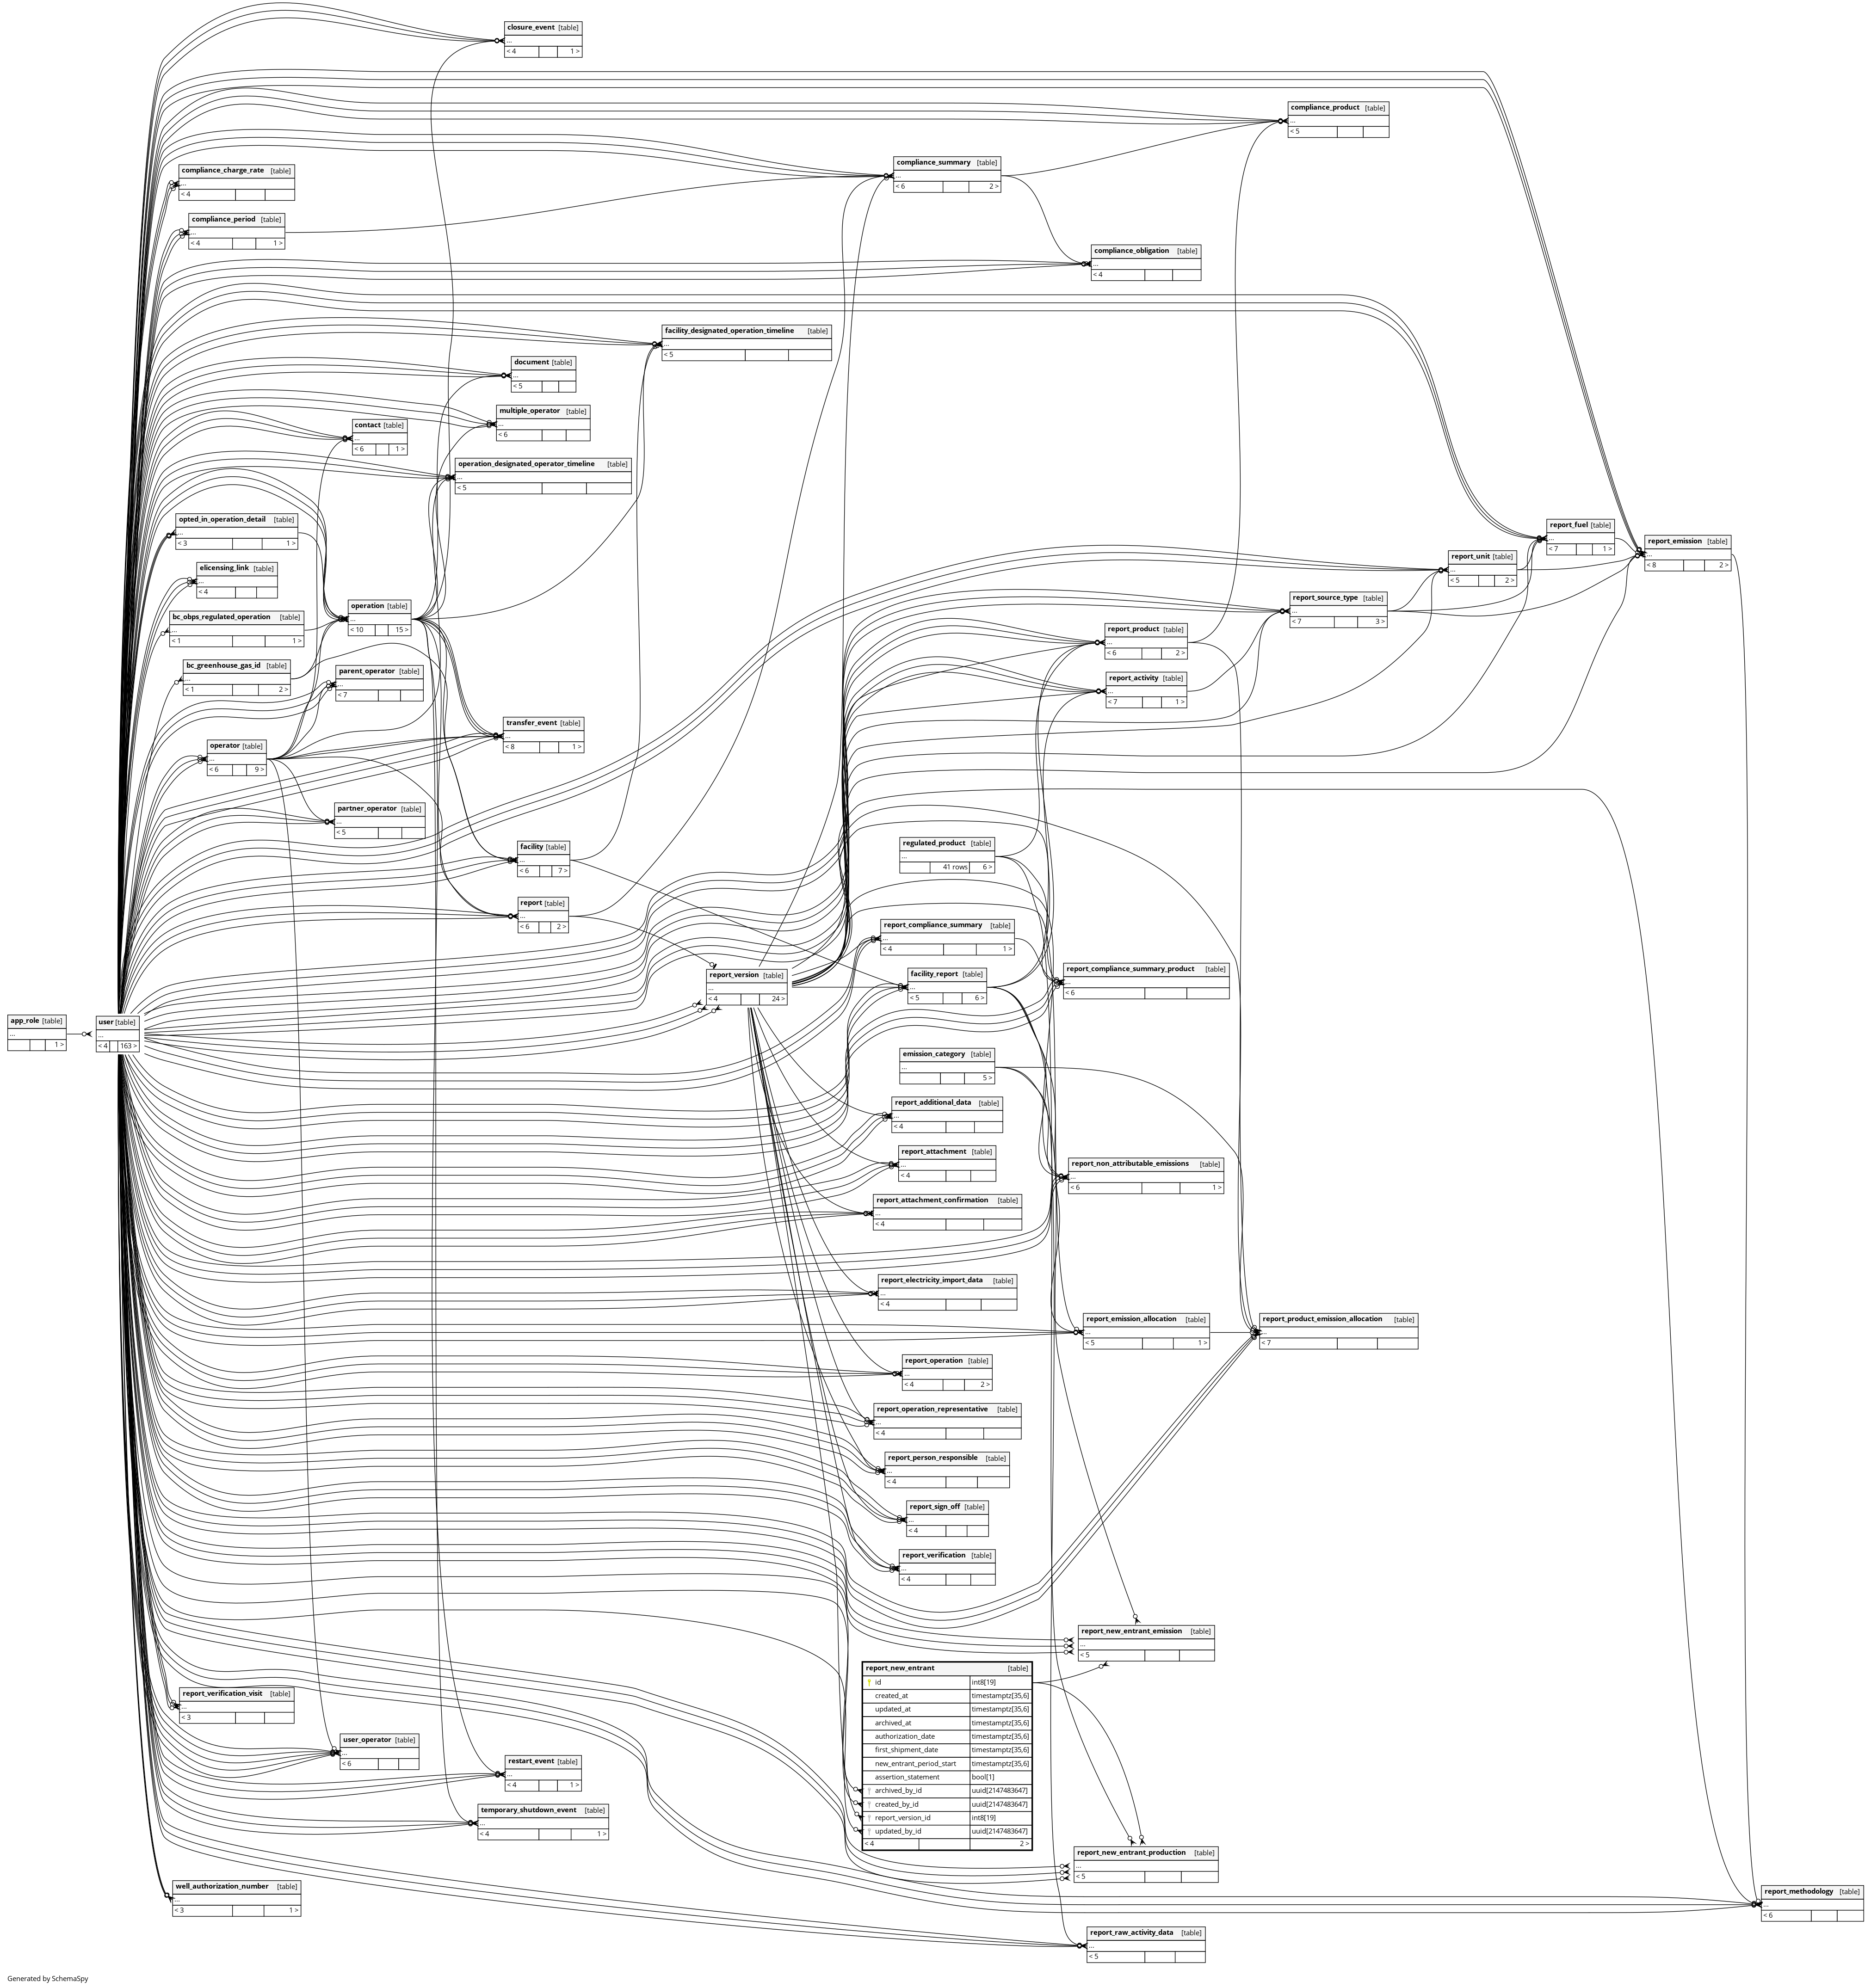 closure_event [table]
...
< 4 1 >
compliance_product [table]
...
< 5
compliance_summary [table]
...
< 6 2 >
compliance_charge_rate [table]
...
< 4
compliance_period [table]
...
< 4 1 >
compliance_obligation [table]
...
< 4
facility_designated_operation_timeline [table]
...
< 5
document [table]
...
< 5
multiple_operator [table]
...
< 6
contact [table]
...
< 6 1 >
operation_designated_operator_timeline [table]
...
< 5
opted_in_operation_detail [table]
...
< 3 1 >
report_fuel [table]
...
< 7 1 >
report_emission [table]
...
< 8 2 >
report_unit [table]
...
< 5 2 >
elicensing_link [table]
...
< 4
report_source_type [table]
...
< 7 3 >
operation [table]
...
< 10 15 >
bc_obps_regulated_operation [table]
...
< 1 1 >
report_product [table]
...
< 6 2 >
bc_greenhouse_gas_id [table]
...
< 1 2 >
parent_operator [table]
...
< 7
report_activity [table]
...
< 7 1 >
transfer_event [table]
...
< 8 1 >
operator [table]
...
< 6 9 >
partner_operator [table]
...
< 5
facility [table]
...
< 6 7 >
regulated_product [table]
...
41 rows 6 >
report [table]
...
< 6 2 >
report_compliance_summary [table]
...
< 4 1 >
report_version [table]
...
< 4 24 >
facility_report [table]
...
< 5 6 >
report_compliance_summary_product [table]
...
< 6
app_role [table]
...
1 >
user [table]
...
< 4 163 >
emission_category [table]
...
5 >
report_additional_data [table]
...
< 4
report_attachment [table]
...
< 4
report_non_attributable_emissions [table]
...
< 6 1 >
report_attachment_confirmation [table]
...
< 4
report_electricity_import_data [table]
...
< 4
report_emission_allocation [table]
...
< 5 1 >
report_product_emission_allocation [table]
...
< 7
report_operation [table]
...
< 4 2 >
report_operation_representative [table]
...
< 4
report_person_responsible [table]
...
< 4
report_sign_off [table]
...
< 4
report_verification [table]
...
< 4
report_new_entrant_emission [table]
...
< 5
report_new_entrant [table]
id int8[19]
created_at timestamptz[35,6]
updated_at timestamptz[35,6]
archived_at timestamptz[35,6]
authorization_date timestamptz[35,6]
first_shipment_date timestamptz[35,6]
new_entrant_period_start timestamptz[35,6]
assertion_statement bool[1]
archived_by_id uuid[2147483647]
created_by_id uuid[2147483647]
report_version_id int8[19]
updated_by_id uuid[2147483647]
< 4 2 >
report_verification_visit [table]
...
< 3
user_operator [table]
...
< 6
restart_event [table]
...
< 4 1 >
temporary_shutdown_event [table]
...
< 4 1 >
report_new_entrant_production [table]
...
< 5
well_authorization_number [table]
...
< 3 1 >
report_methodology [table]
...
< 6
report_raw_activity_data [table]
...
< 5
Generated by SchemaSpy